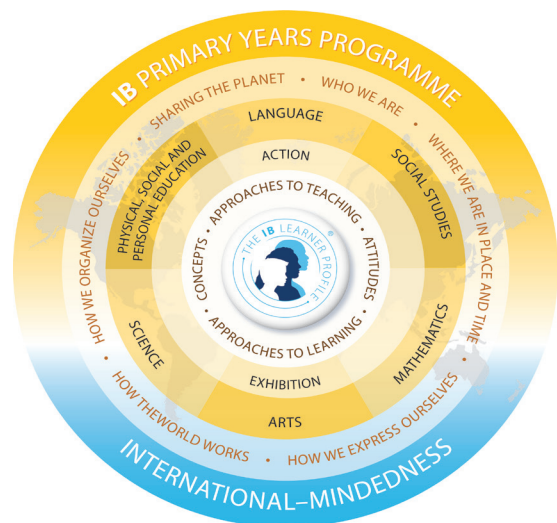 IB PRIMARY YEARS PROGRAMME
SHARING THE PLANET • WHO WE ARE • WHERE WE ARE IN PLACE AND TIME • HOW WE EXPRESS OURSELVES • HOW THEWORLD WORKS • HOW WE ORGANIZE OURSELVES •
LANGUAGE
SOCIAL STUDIES
MATHEMATICS
ARTS
SCIENCE
PHYSICAL, SOCIAL AND
PERSONAL EDUCATION
ACTION
EXHIBITION
APPROACHES TO TEACHING • ATTITUDES • APPROACHES TO LEARNING • CONCEPTS •
THE IB LEARNER PROFILE
®
INTERNATIONAL–MINDEDNESS